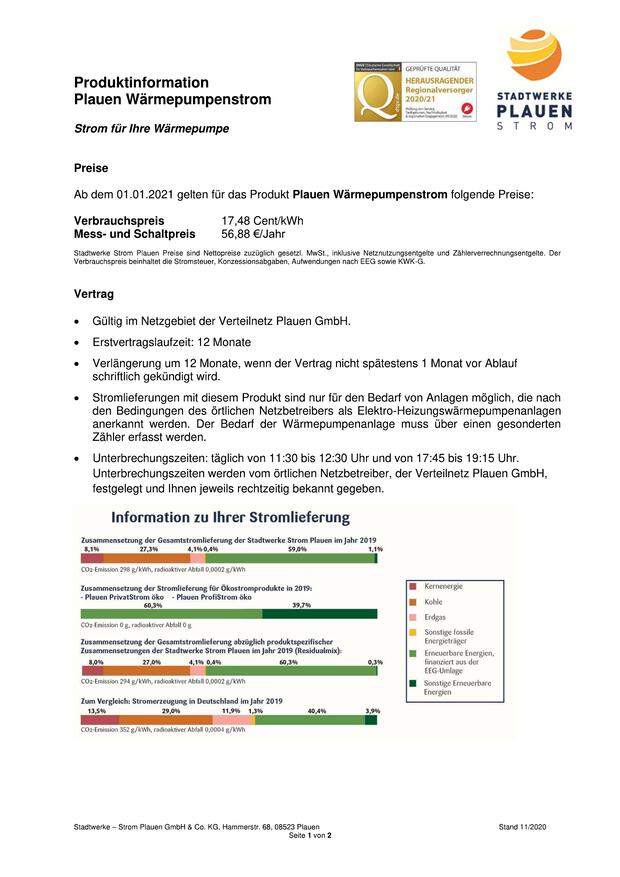 Produktinformation
Plauen Wärmepumpenstrom
Strom für Ihre Wärmepumpe
GEPRÜFTE QUALITÄT
HERAUSRAGENDER
Regionalversorger
2020/21
STADTWERKE
PLAUEN
STROM
Preise
Ab dem 01.01.2021 gelten für das Produkt Plauen Wärmepumpenstrom folgende Preise:
Verbrauchspreis 17,48 Cent/kWh
Mess- und Schaltpreis 56,88 €/Jahr
Stadtwerke Strom Plauen Preise sind Nettopreise zuzüglich gesetzl. MwSt., inklusive Netznutzungsentgelte und Zählerverrechnungsentgelte. Der
Verbrauchspreis beinhaltet die Stromsteuer, Konzessionsabgaben, Aufwendungen nach EEG sowie KWK-G.
Vertrag
• Gültig im Netzgebiet der Verteilnetz Plauen GmbH.
• Erstvertragslaufzeit: 12 Monate
• Verlängerung um 12 Monate, wenn der Vertrag nicht spätestens 1 Monat vor Ablauf
schriftlich gekündigt wird.
• Stromlieferungen mit diesem Produkt sind nur für den Bedarf von Anlagen möglich, die nach
den Bedingungen des örtlichen Netzbetreibers als Elektro-Heizungswärmepumpenanlagen
anerkannt werden. Der Bedarf der Wärmepumpenanlage muss über einen gesonderten
Zähler erfasst werden.
• Unterbrechungszeiten: täglich von 11:30 bis 12:30 Uhr und von 17:45 bis 19:15 Uhr.
Unterbrechungszeiten werden vom örtlichen Netzbetreiber, der Verteilnetz Plauen GmbH,
festgelegt und Ihnen jeweils rechtzeitig bekannt gegeben.
Information zu Ihrer Stromlieferung
Zusammensetzung der Gesamtstromlieferung der Stadtwerke Strom Plauen im Jahr 2019
8,1% 27,3% 4,1% 0,4% 59,0% 1,1%
CO2-Emission 298 g/kWh, radioaktiver Abfall 0,0002 g/kWh
Zusammensetzung der Stromlieferung für Ökostromprodukte in 2019:
- Plauen PrivatStrom öko - Plauen ProfiStrom öko
60,3% 39,7%
CO2-Emission 0 g, radioaktiver Abfall 0 g
Zusammensetzung der Gesamtstromlieferung abzüglich produktspezifischer
Zusammensetzungen der Stadtwerke Strom Plauen im Jahr 2019 (Residualmix):
8,0% 27,0% 4,1% 0,4% 60,3% 0,3%
CO2-Emission 294 g/kWh, radioaktiver Abfall 0,0002 g/kWh
Zum Vergleich: Stromerzeugung in Deutschland im Jahr 2019
13,5% 29,0% 11,9% 1,3% 40,4% 3,9%
CO2-Emission 352 g/kWh, radioaktiver Abfall 0,0004 g/kWh
Kernenergie
Kohle
Erdgas
Sonstige fossile
Energieträger
Erneuerbare Energien,
finanziert aus der
EEG-Umlage
Sonstige Erneuerbare
Energien
Stadtwerke – Strom Plauen GmbH & Co. KG, Hammerstr. 68, 08523 Plauen Stand 11/2020
Seite 1 von 2